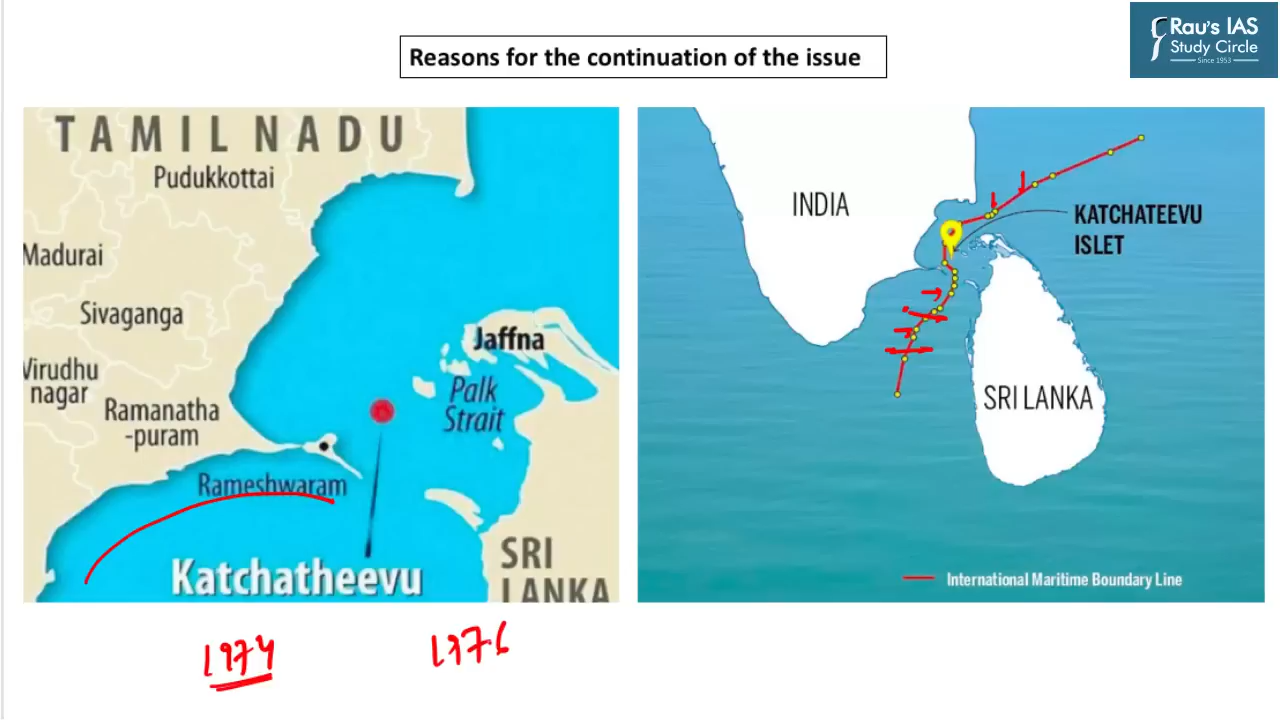 Rau's IAS
Study Circle
Since 1953
Reasons for the continuation of the issue
TAMIL NADU
Pudukkottai
Madurai
Sivaganga
Virudhu
nagar
Ramanatha
-puram
Rameshwaram
Jaffna
Palk
Strait
Katchatheevu
SRI
LANKA
INDIA
KATCHATEEVU
ISLET
SRI LANKA
International Maritime Boundary Line
1974
1976